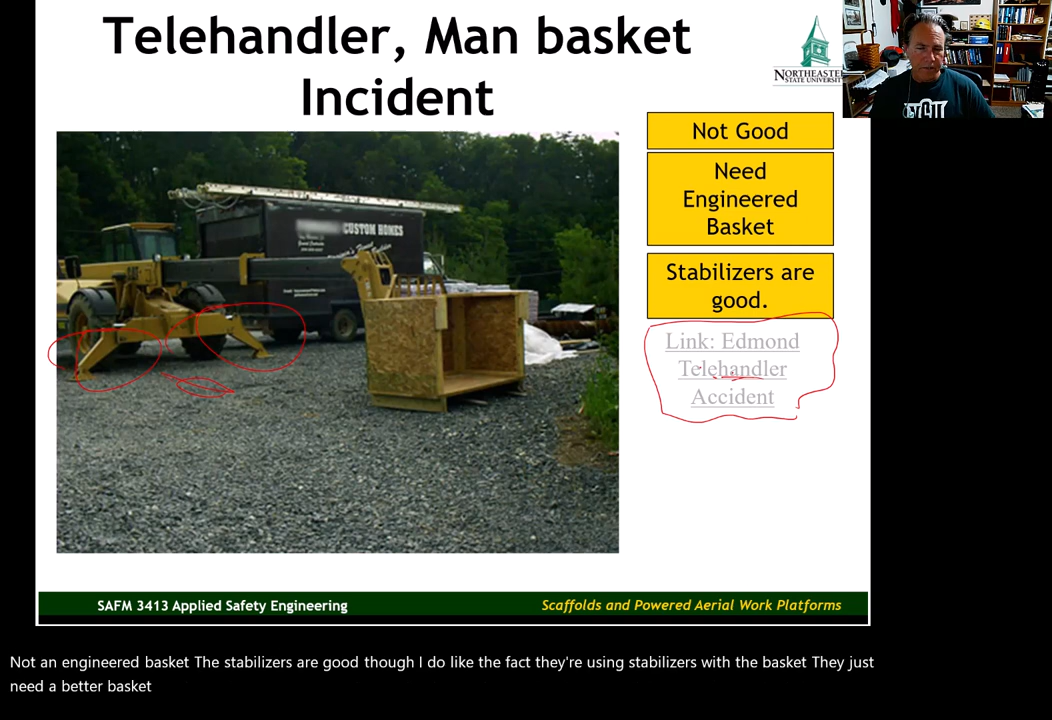 Telehandler, Man basket
Incident
NORTHEASTE
STATE UNIVERSIT
Not Good
Need
Engineered
Basket
Stabilizers are
good.
Link: Edmond
Telehandler
Accident
CUSTOM HOMES
SAFM 3413 Applied Safety Engineering
Scaffolds and Powered Aerial Work Platforms
Not an engineered basket The stabilizers are good though I do like the fact they're using stabilizers with the basket They just
need a better basket